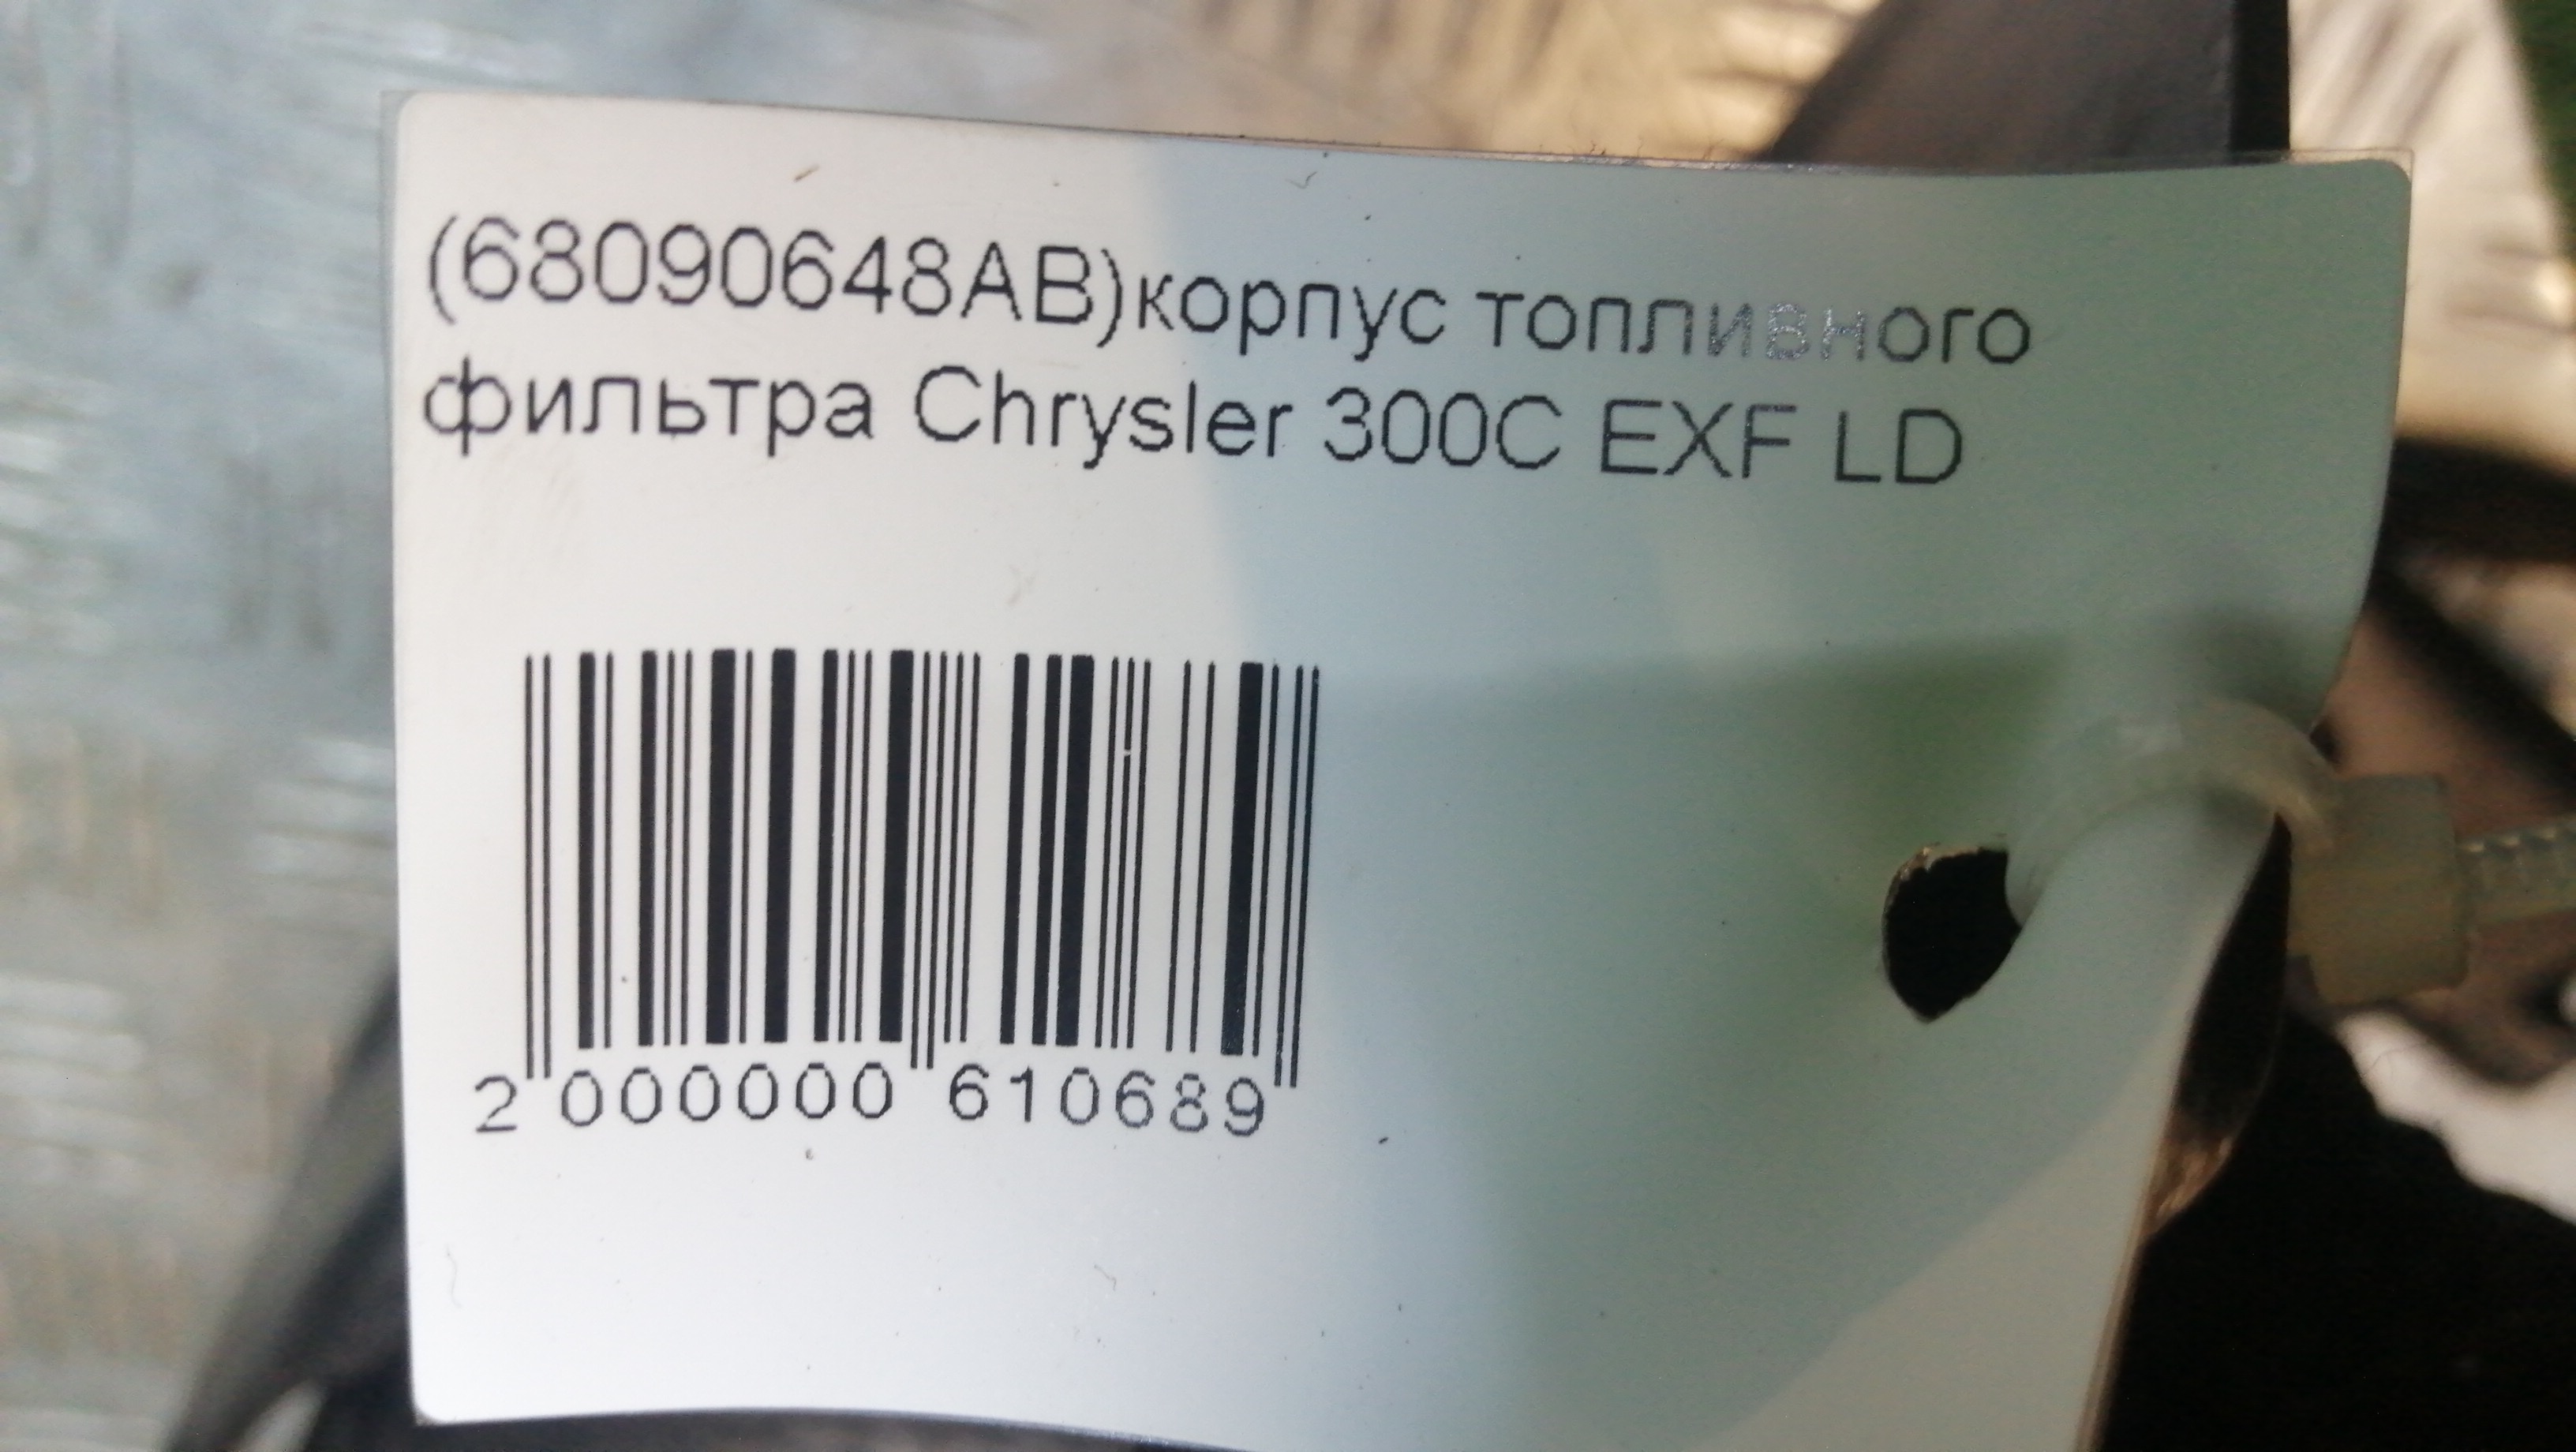 (68090648AB)корпус топливного
фильтра Chrysler 300C EXF LD
2 000000 610689